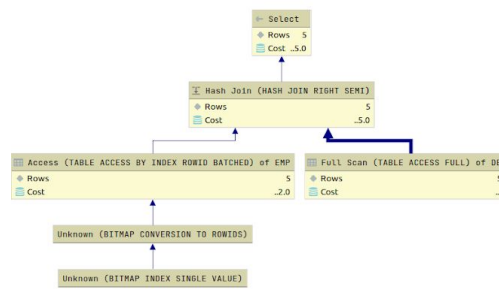 ← Select
Rows 5
Cost ..5.0
Hash Join (HASH JOIN RIGHT SEMI)
Rows 5
Cost ..5.0
Access (TABLE ACCESS BY INDEX ROWID BATCHED) of EMP
Rows 5
Cost ..2.0
Full Scan (TABLE ACCESS FULL) of DE
Rows 5
Cost ..
Unknown (BITMAP CONVERSION TO ROWIDS)
Unknown (BITMAP INDEX SINGLE VALUE)